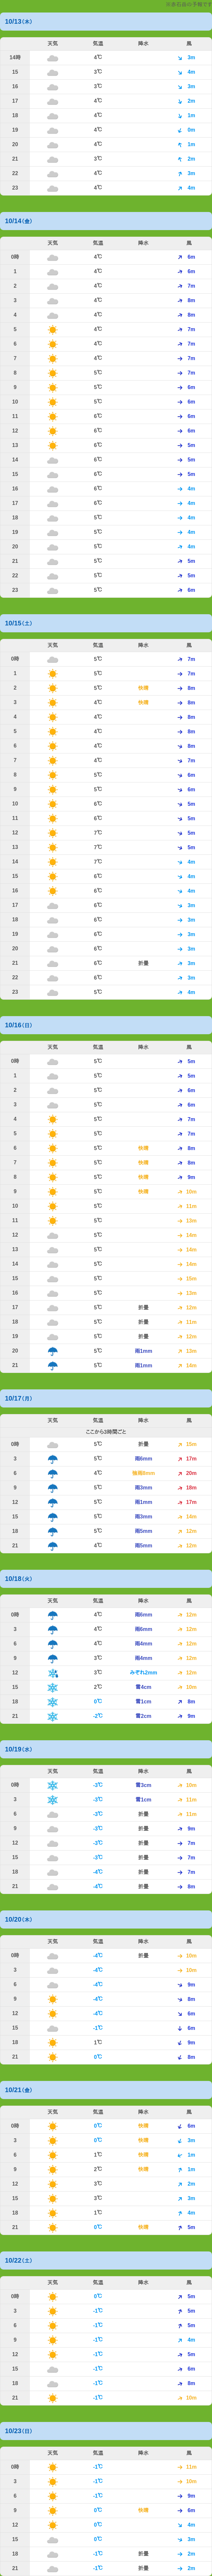 10/13(木)
天気 気温 降水 風
14時 4℃ 3m
15 3℃ 4m
16 3℃ 3m
17 4℃ 2m
18 4℃ 1m
19 4℃ 0m
20 4℃ 1m
21 3℃ 2m
22 4℃ 3m
23 4℃ 4m
10/14(金)
天気 気温 降水 風
0時 4℃ 6m
1 4℃ 6m
2 4℃ 7m
3 4℃ 8m
4 4℃ 8m
5 4℃ 7m
6 4℃ 7m
7 4℃ 7m
8 5℃ 7m
9 5℃ 6m
10 5℃ 6m
11 6℃ 6m
12 6℃ 6m
13 6℃ 5m
14 6℃ 5m
15 6℃ 5m
16 6℃ 4m
17 6℃ 4m
18 5℃ 4m
19 5℃ 4m
20 5℃ 4m
21 5℃ 5m
22 5℃ 5m
23 5℃ 6m
10/15(土)
天気 気温 降水 風
0時 5℃ 7m
1 5℃ 7m
2 5℃ 快晴 8m
3 4℃ 快晴 8m
4 4℃ 8m
5 4℃ 8m
6 4℃ 8m
7 4℃ 7m
8 5℃ 6m
9 5℃ 6m
10 6℃ 5m
11 6℃ 5m
12 7℃ 5m
13 7℃ 5m
14 7℃ 4m
15 6℃ 4m
16 6℃ 4m
17 6℃ 3m
18 6℃ 3m
19 6℃ 3m
20 6℃ 3m
21 6℃ 折畳 3m
22 6℃ 3m
23 5℃ 4m
10/16(日)
天気 気温 降水 風
0時 5℃ 5m
1 5℃ 5m
2 5℃ 6m
3 5℃ 6m
4 5℃ 7m
5 5℃ 7m
6 5℃ 快晴 8m
7 5℃ 快晴 8m
8 5℃ 快晴 9m
9 5℃ 快晴 10m
10 5℃ 11m
11 5℃ 13m
12 5℃ 14m
13 5℃ 14m
14 5℃ 14m
15 5℃ 15m
16 5℃ 13m
17 5℃ 折畳 12m
18 5℃ 折畳 11m
19 5℃ 折畳 12m
20 5℃ 雨1mm 13m
21 5℃ 雨1mm 14m
10/17(月)
天気 気温 降水 風
ここから3時間ごと
0時 5℃ 折畳 15m
3 5℃ 雨6mm 17m
6 4℃ 強雨8mm 20m
9 5℃ 雨3mm 18m
12 5℃ 雨1mm 17m
15 5℃ 雨3mm 14m
18 5℃ 雨5mm 12m
21 4℃ 雨5mm 12m
10/18(火)
天気 気温 降水 風
0時 4℃ 雨6mm 12m
3 4℃ 雨6mm 12m
6 4℃ 雨4mm 12m
9 3℃ 雨4mm 12m
12 3℃ みぞれ2mm 12m
15 2℃ 雪4cm 10m
18 0℃ 雪1cm 8m
21 -2℃ 雪2cm 9m
10/19(水)
天気 気温 降水 風
0時 -3℃ 雪3cm 10m
3 -3℃ 雪1cm 11m
6 -3℃ 折畳 11m
9 -3℃ 折畳 9m
12 -3℃ 折畳 7m
15 -3℃ 折畳 7m
18 -4℃ 折畳 7m
21 -4℃ 折畳 8m
10/20(木)
天気 気温 降水 風
0時 -4℃ 折畳 10m
3 -4℃ 10m
6 -4℃ 9m
9 -4℃ 8m
12 -4℃ 6m
15 -1℃ 6m
18 1℃ 9m
21 0℃ 8m
10/21(金)
天気 気温 降水 風
0時 0℃ 快晴 6m
3 0℃ 快晴 3m
6 1℃ 快晴 1m
9 2℃ 快晴 1m
12 3℃ 2m
15 3℃ 3m
18 1℃ 4m
21 0℃ 快晴 5m
10/22(土)
天気 気温 降水 風
0時 0℃ 5m
3 -1℃ 5m
6 -1℃ 5m
9 -1℃ 4m
12 -1℃ 5m
15 -1℃ 6m
18 -1℃ 8m
21 -1℃ 10m
10/23(日)
天気 気温 降水 風
0時 -1℃ 11m
3 -1℃ 10m
6 -1℃ 9m
9 0℃ 快晴 6m
12 0℃ 4m
15 0℃ 3m
18 -1℃ 折畳 2m
21 -1℃ 折畳 2m